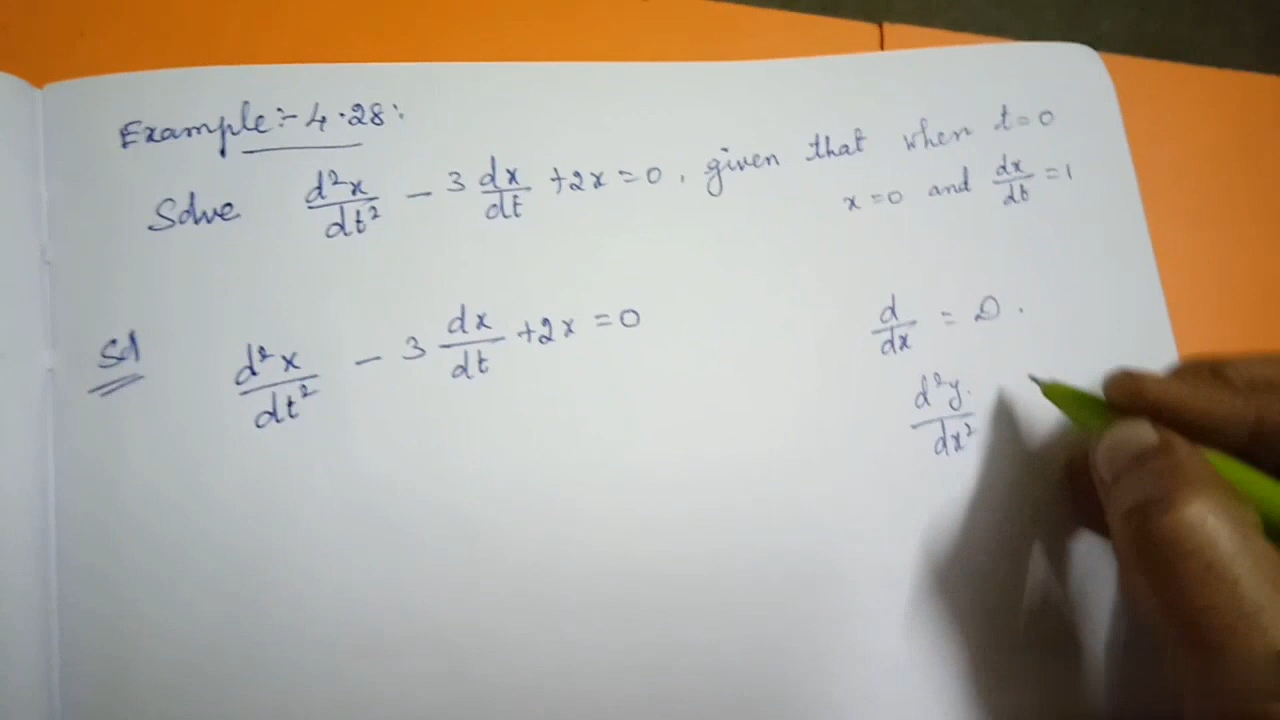 Example:- 4.28:
Solve d²x/dt² - 3 dx/dt + 2x = 0, given that when t=0
x=0 and dx/dt = 1
Sol d²x/dt² - 3 dx/dt + 2x = 0
d/dx = D.
d²y/dx²